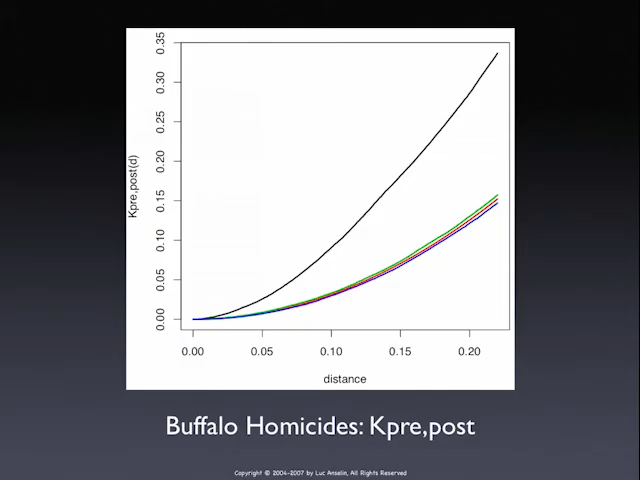 Kpre,post(d)
0.35
0.30
0.25
0.20
0.15
0.10
0.05
0.00
0.00 0.05 0.10 0.15 0.20
distance
Buffalo Homicides: Kpre,post
Copyright © 2004-2007 by Luc Anselin, All Rights Reserved